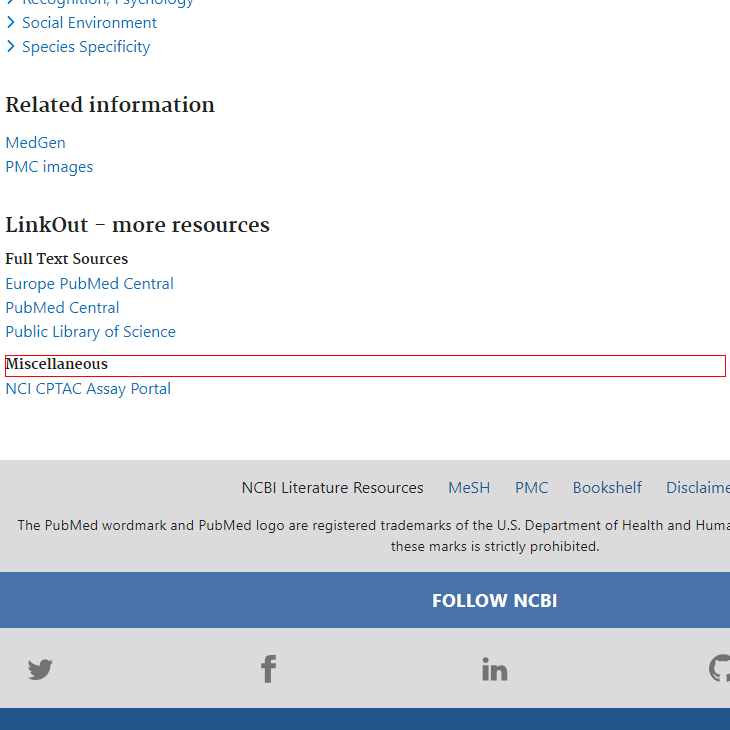 Recognition, Psychology
Social Environment
Species Specificity
Related information
MedGen
PMC images
LinkOut - more resources
Full Text Sources
Europe PubMed Central
PubMed Central
Public Library of Science
Miscellaneous
NCI CPTAC Assay Portal
NCBI Literature Resources MeSH PMC Bookshelf
The PubMed wordmark and PubMed logo are registered trademarks of the U.S. Department of Health and
these marks is strictly prohibited.
FOLLOW NCBI